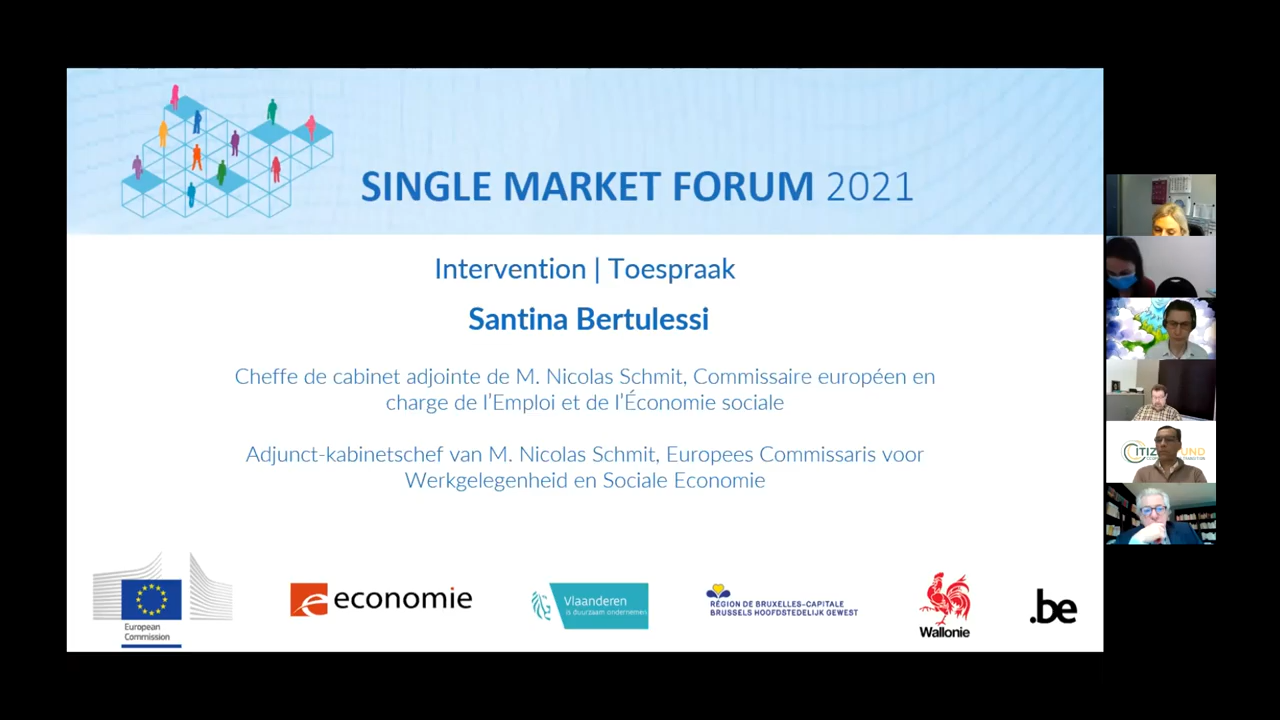 SINGLE MARKET FORUM 2021
Intervention | Toespraak
Santina Bertulessi
Cheffe de cabinet adjointe de M. Nicolas Schmit, Commissaire européen en
charge de l'Emploi et de l'Économie sociale
Adjunct-kabinetschef van M. Nicolas Schmit, Europees Commissaris voor
Werkgelegenheid en Sociale Economie
European
Commission
economie
Vlaanderen
is duurzaam ondernemen
RÉGION DE BRUXELLES-CAPITALE
BRUSSELS HOOFDSTEDELIJK GEWEST
Wallonie
.be